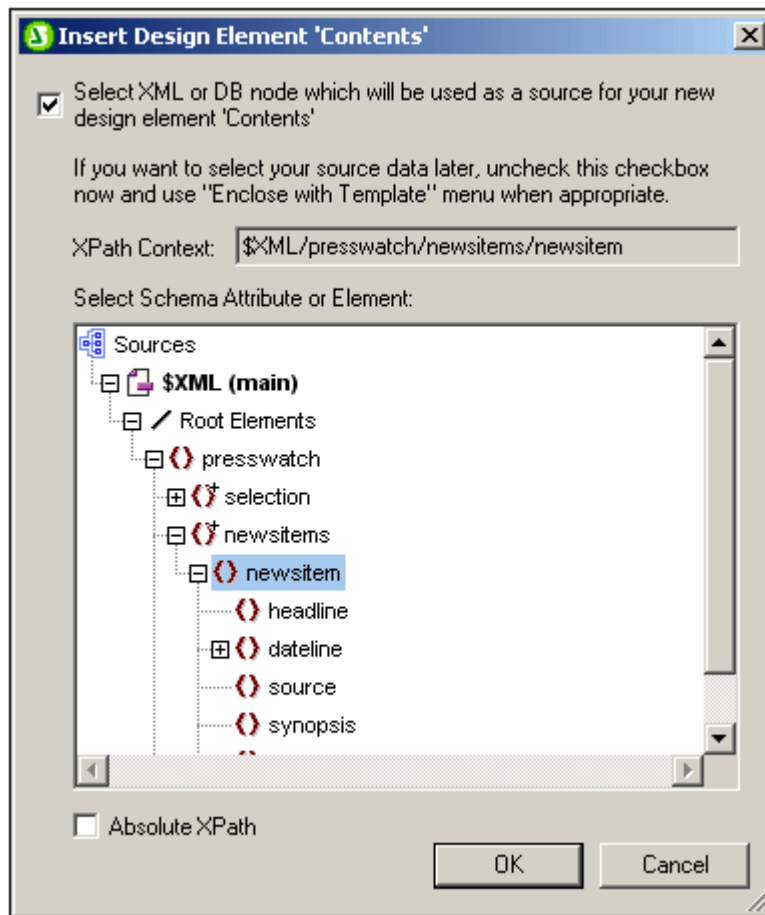 Insert Design Element 'Contents'
Select XML or DB node which will be used as a source for your new
design element 'Contents'
If you want to select your source data later, uncheck this checkbox
now and use "Enclose with Template" menu when appropriate.
XPath Context: $XML/presswatch/newsitems/newsitem
Select Schema Attribute or Element:
Sources
$XML (main)
Root Elements
presswatch
selection
newsitems
newsitem
headline
dateline
source
synopsis
Absolute XPath
OK Cancel